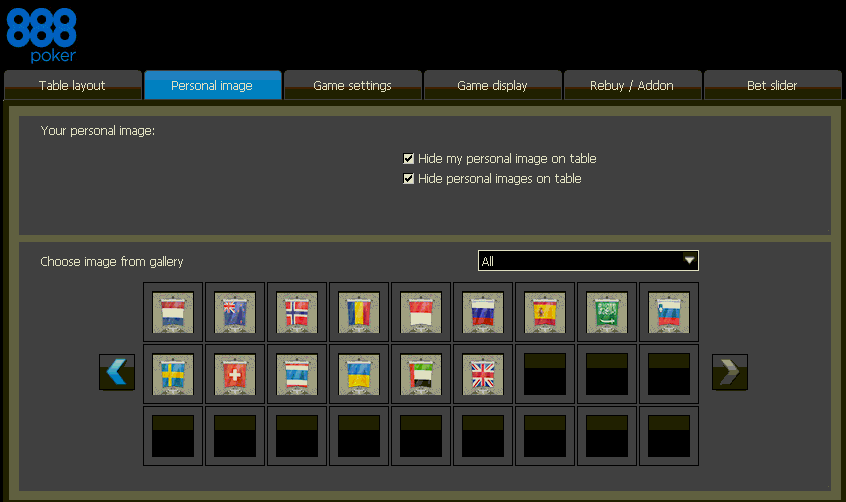 888
poker
Table layout
Personal image
Game settings
Game display
Rebuy / Addon
Bet slider
Your personal image:
Hide my personal image on table
Hide personal images on table
Choose image from gallery
All